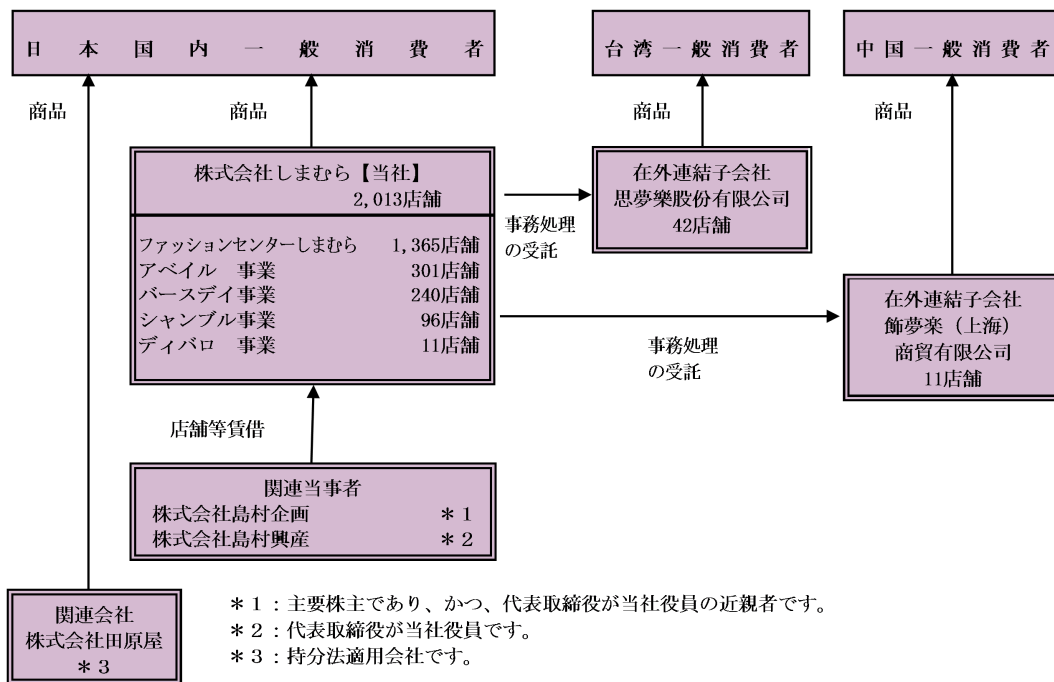 日本国内一般消費者
台湾一般消費者
中国一般消費者
商品
商品
商品
商品
株式会社しまむら【当社】
2,013店舗
ファッションセンターしまむら 1,365店舗
アベイル 事業 301店舗
バースデイ事業 240店舗
シャンブル事業 96店舗
ディバロ 事業 11店舗
事務処理
の受託
在外連結子会社
思夢樂股份有限公司
42店舗
事務処理
の受託
在外連結子会社
飾夢楽（上海）
商貿有限公司
11店舗
店舗等賃借
関連当事者
株式会社島村企画 ＊１
株式会社島村興産 ＊２
関連会社
株式会社田原屋
＊３
＊１：主要株主であり、かつ、代表取締役が当社役員の近親者です。
＊２：代表取締役が当社役員です。
＊３：持分法適用会社です。